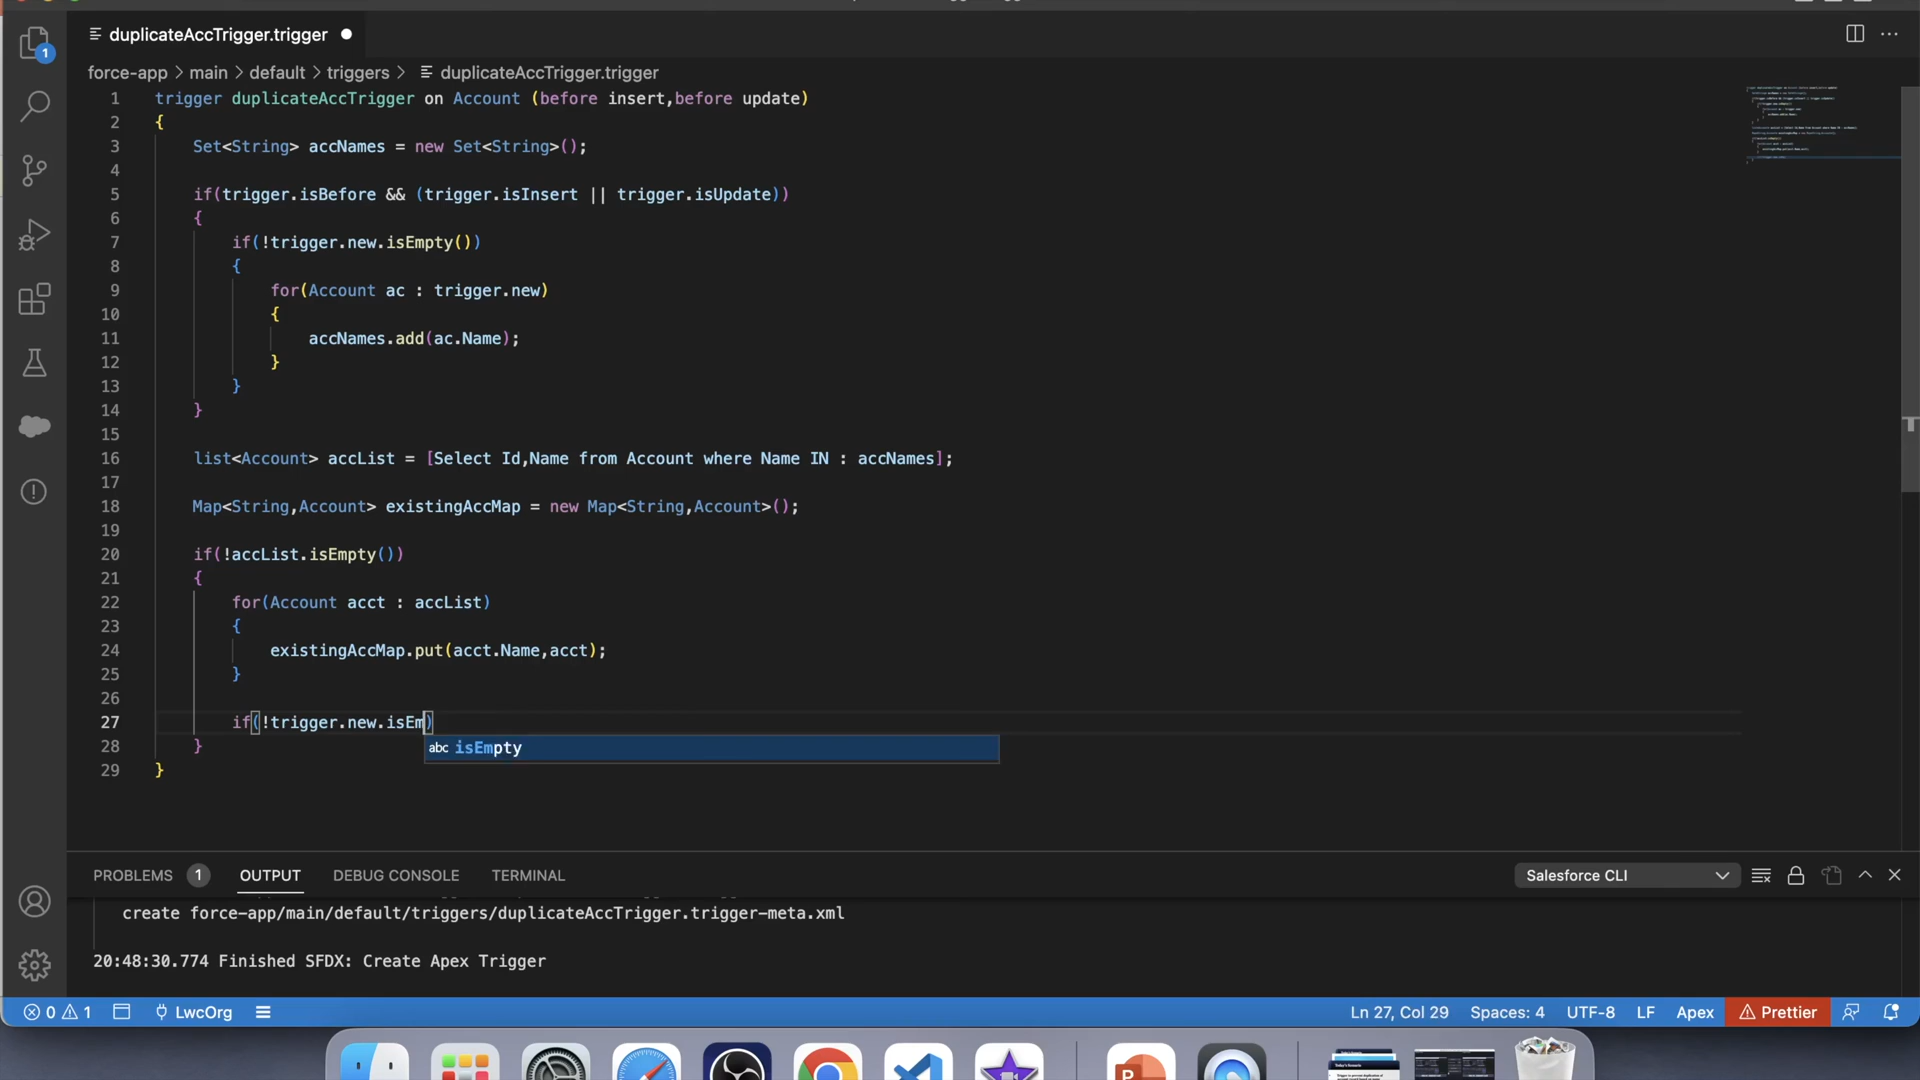 duplicateAccTrigger.trigger
1
force-app > main > default > triggers > duplicateAccTrigger.trigger
1 trigger duplicateAccTrigger on Account (before insert,before update)
2 {
3 Set<String> accNames = new Set<String>();
4
5 if(trigger.isBefore && (trigger.isInsert || trigger.isUpdate))
6 {
7 if(!trigger.new.isEmpty())
8 {
9 for(Account ac : trigger.new)
10 {
11 accNames.add(ac.Name);
12 }
13 }
14 }
15
16 list<Account> accList = [Select Id,Name from Account where Name IN : accNames];
17
18 Map<String,Account> existingAccMap = new Map<String,Account>();
19
20 if(!accList.isEmpty())
21 {
22 for(Account acct : accList)
23 {
24 existingAccMap.put(acct.Name,acct);
25 }
26
27 if(!trigger.new.isEm)
28 }
abc isEmpty
29 }
PROBLEMS 1 OUTPUT DEBUG CONSOLE TERMINAL Salesforce CLI
create force-app/main/default/triggers/duplicateAccTrigger.trigger-meta.xml
20:48:30.774 Finished SFDX: Create Apex Trigger
0 1 LwcOrg Ln 27, Col 29 Spaces: 4 UTF-8 LF Apex Prettier